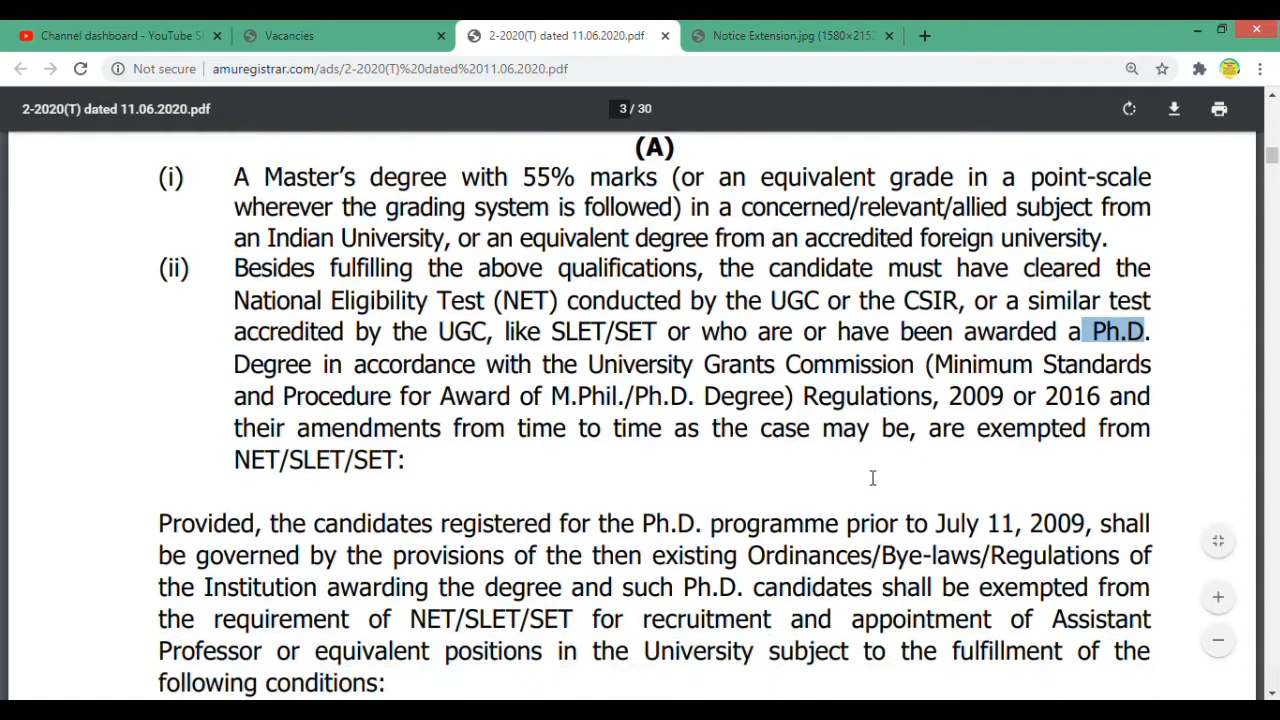 Channel dashboard - YouTube S
Vacancies
2-2020(T) dated 11.06.2020.pdf
Notice Extension.jpg (1580×2152
Not secure
amuregistrar.com/ads/2-2020(T)%20dated%2011.06.2020.pdf
2-2020(T) dated 11.06.2020.pdf
3 / 30
(A)
(i) A Master’s degree with 55% marks (or an equivalent grade in a point-scale
wherever the grading system is followed) in a concerned/relevant/allied subject from
an Indian University, or an equivalent degree from an accredited foreign university.
(ii) Besides fulfilling the above qualifications, the candidate must have cleared the
National Eligibility Test (NET) conducted by the UGC or the CSIR, or a similar test
accredited by the UGC, like SLET/SET or who are or have been awarded a Ph.D.
Degree in accordance with the University Grants Commission (Minimum Standards
and Procedure for Award of M.Phil./Ph.D. Degree) Regulations, 2009 or 2016 and
their amendments from time to time as the case may be, are exempted from
NET/SLET/SET:
Provided, the candidates registered for the Ph.D. programme prior to July 11, 2009, shall
be governed by the provisions of the then existing Ordinances/Bye-laws/Regulations of
the Institution awarding the degree and such Ph.D. candidates shall be exempted from
the requirement of NET/SLET/SET for recruitment and appointment of Assistant
Professor or equivalent positions in the University subject to the fulfillment of the
following conditions: